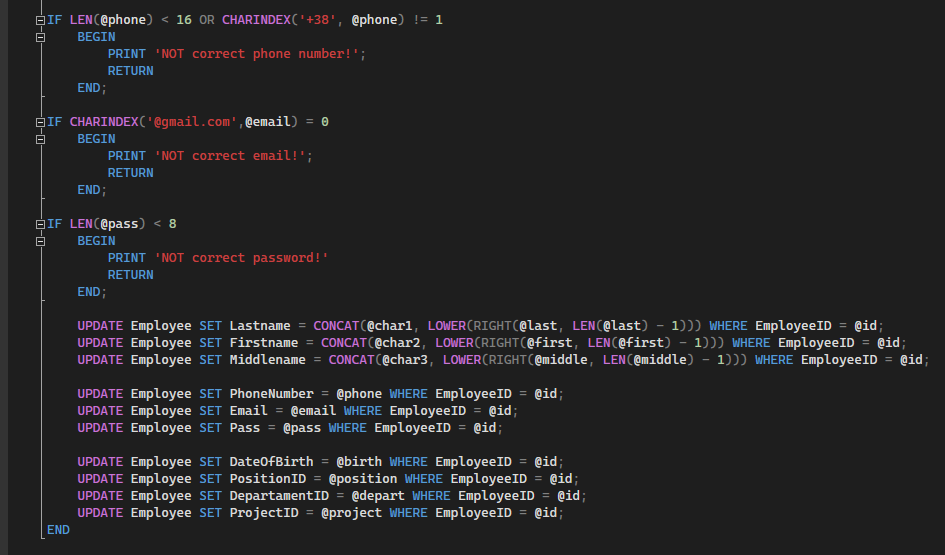 IF LEN(@phone) < 16 OR CHARINDEX('+38', @phone) != 1
BEGIN
PRINT 'NOT correct phone number!';
RETURN
END;
IF CHARINDEX('@gmail.com',@email) = 0
BEGIN
PRINT 'NOT correct email!';
RETURN
END;
IF LEN(@pass) < 8
BEGIN
PRINT 'NOT correct password!'
RETURN
END;
UPDATE Employee SET Lastname = CONCAT(@char1, LOWER(RIGHT(@last, LEN(@last) - 1))) WHERE EmployeeID = @id;
UPDATE Employee SET Firstname = CONCAT(@char2, LOWER(RIGHT(@first, LEN(@first) - 1))) WHERE EmployeeID = @id;
UPDATE Employee SET Middlename = CONCAT(@char3, LOWER(RIGHT(@middle, LEN(@middle) - 1))) WHERE EmployeeID = @id;
UPDATE Employee SET PhoneNumber = @phone WHERE EmployeeID = @id;
UPDATE Employee SET Email = @email WHERE EmployeeID = @id;
UPDATE Employee SET Pass = @pass WHERE EmployeeID = @id;
UPDATE Employee SET DateOfBirth = @birth WHERE EmployeeID = @id;
UPDATE Employee SET PositionID = @position WHERE EmployeeID = @id;
UPDATE Employee SET DepartamentID = @depart WHERE EmployeeID = @id;
UPDATE Employee SET ProjectID = @project WHERE EmployeeID = @id;
END